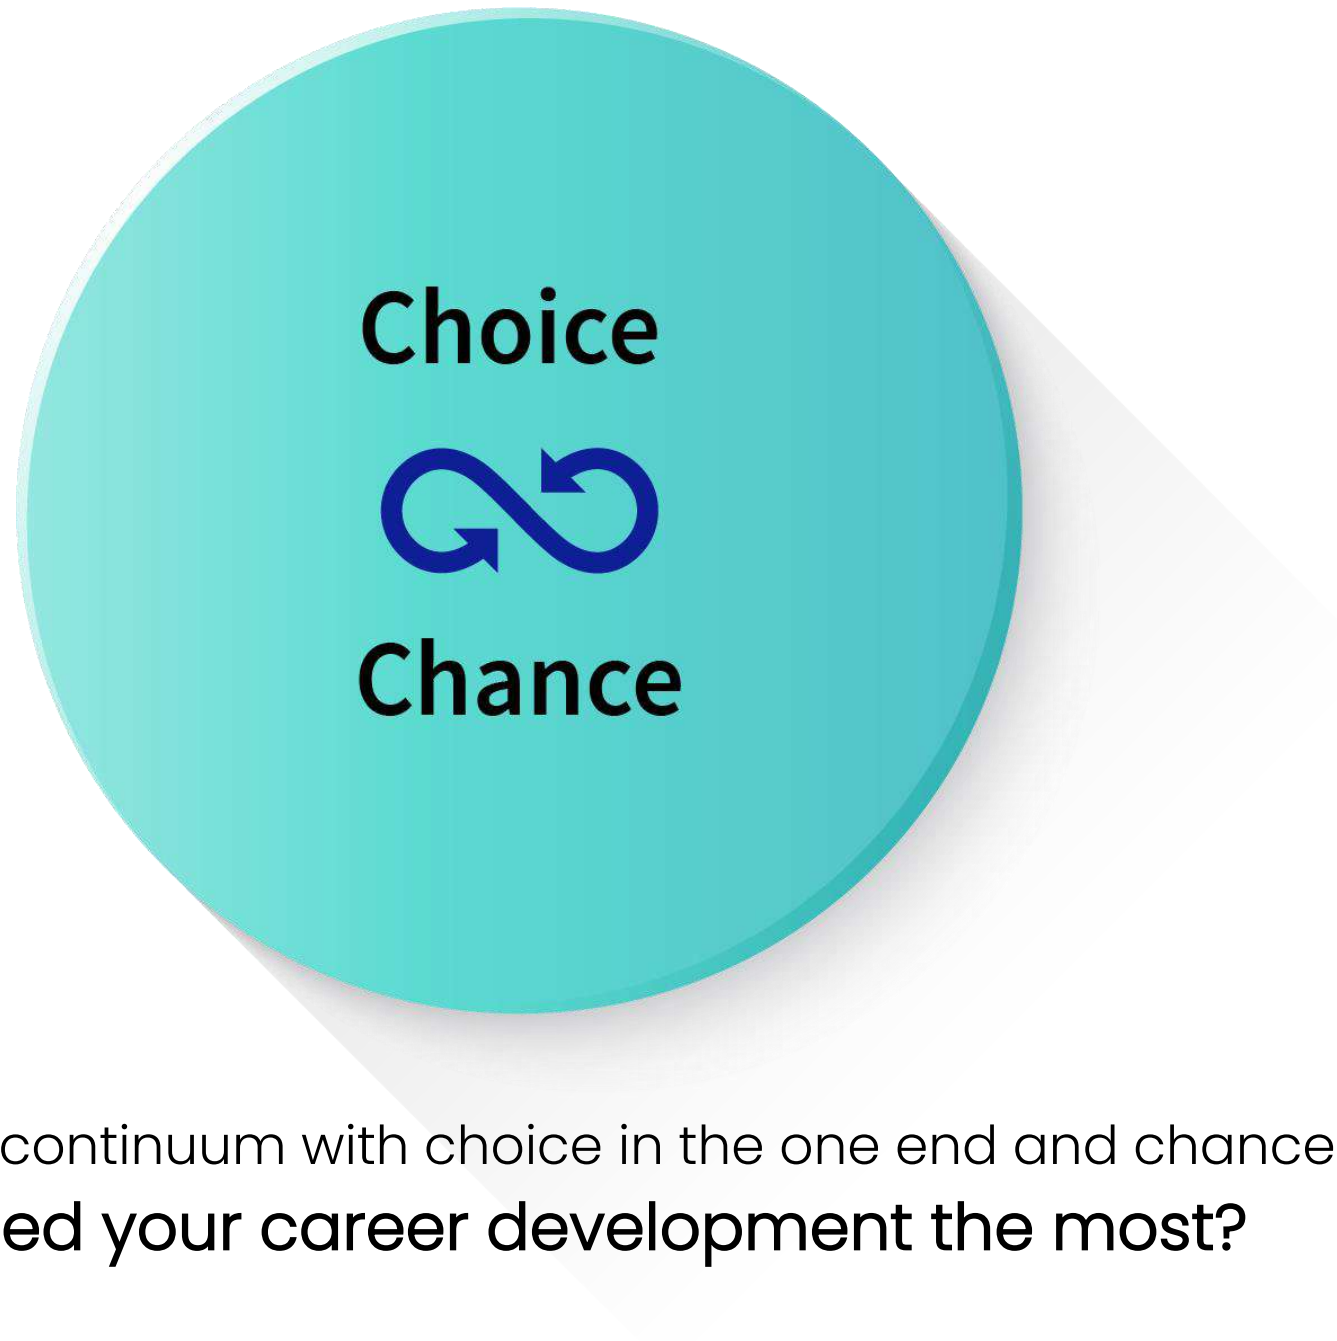 Choice
Chance
continuum with choice in the one end and chance
ed your career development the most?